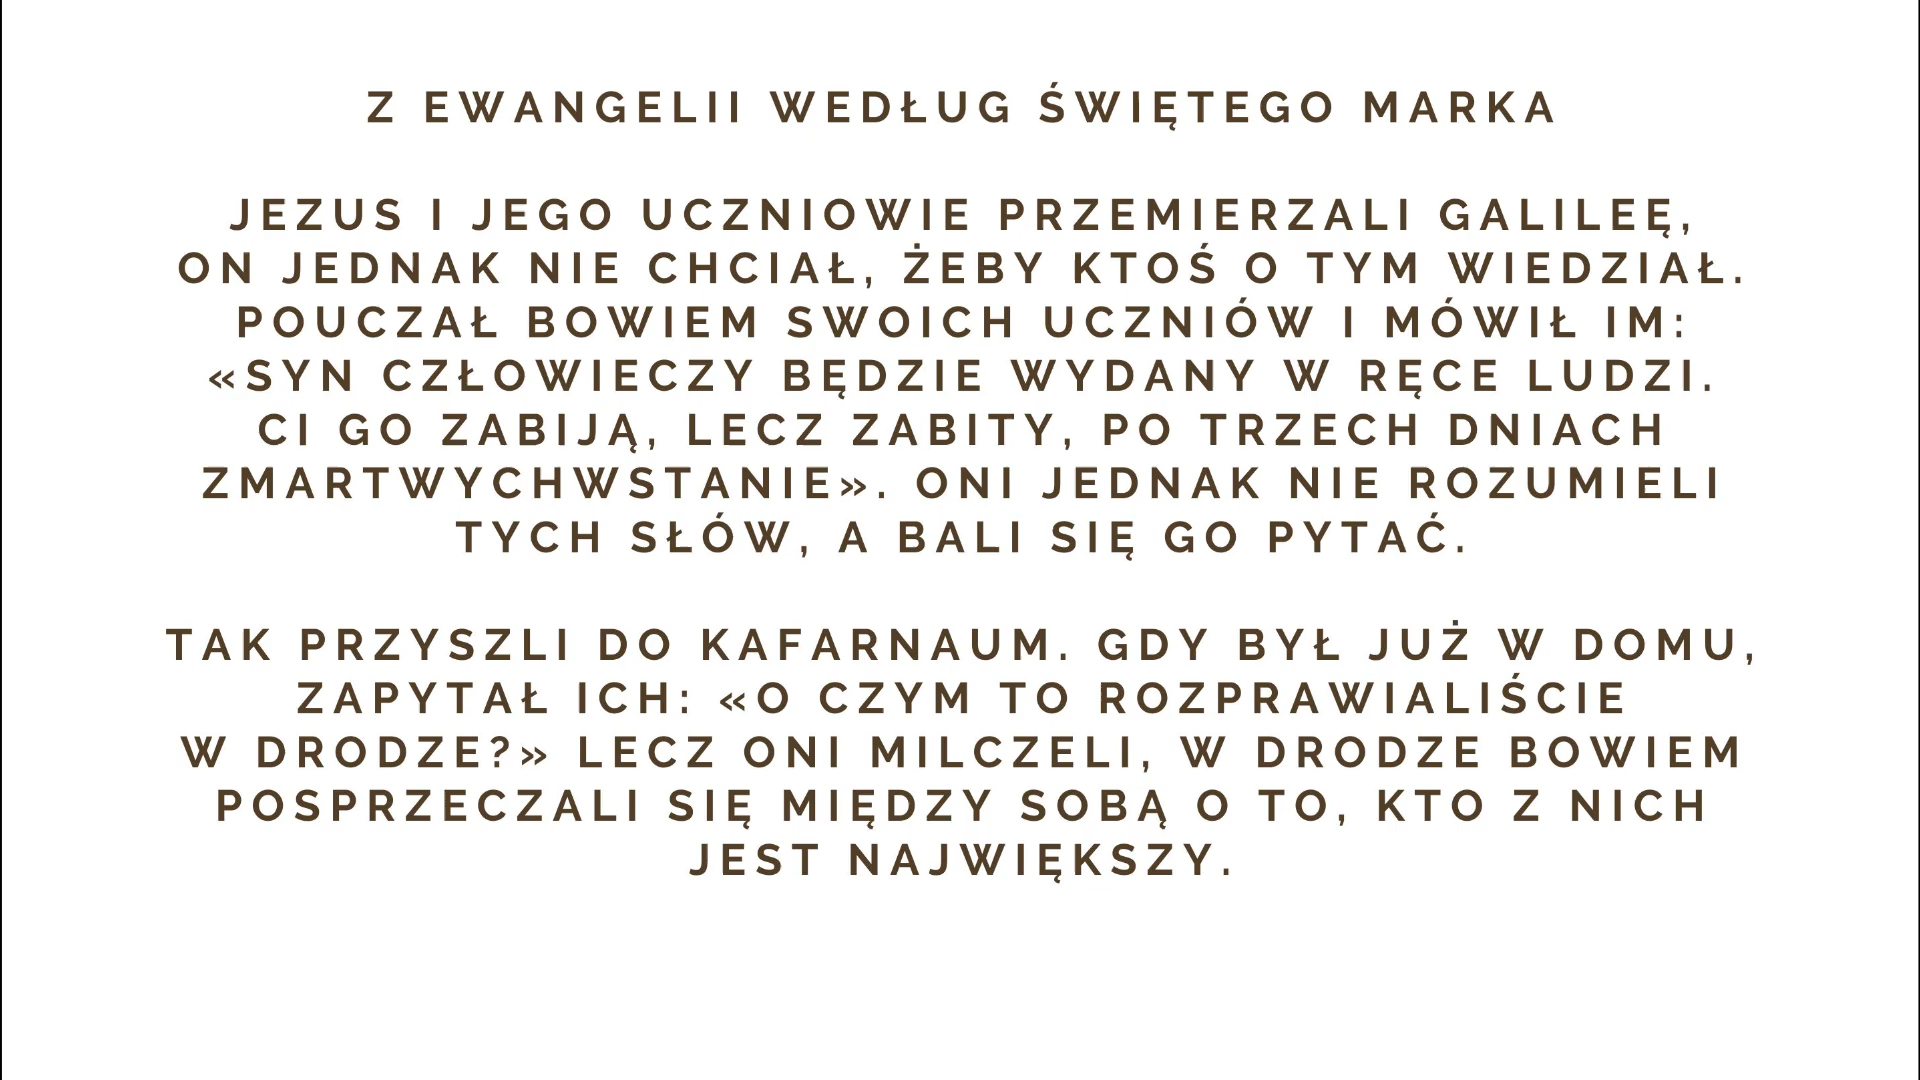 Z EWANGELII WEDŁUG ŚWIĘTEGO MARKA
JEZUS I JEGO UCZNIOWIE PRZEMIERZALI GALILEĘ,
ON JEDNAK NIE CHCIAŁ, ŻEBY KTOŚ O TYM WIEDZIAŁ.
POUCZAŁ BOWIEM SWOICH UCZNIÓW I MÓWIŁ IM:
«SYN CZŁOWIECZY BĘDZIE WYDANY W RĘCE LUDZI.
CI GO ZABIJĄ, LECZ ZABITY, PO TRZECH DNIACH
ZMARTWYCHWSTANIE». ONI JEDNAK NIE ROZUMIELI
TYCH SŁÓW, A BALI SIĘ GO PYTAĆ.
TAK PRZYSZLI DO KAFARNAUM. GDY BYŁ JUŻ W DOMU,
ZAPYTAŁ ICH: «O CZYM TO ROZPRAWIALIŚCIE
W DRODZE?» LECZ ONI MILCZELI, W DRODZE BOWIEM
POSPRZECZALI SIĘ MIĘDZY SOBĄ O TO, KTO Z NICH
JEST NAJWIĘKSZY.